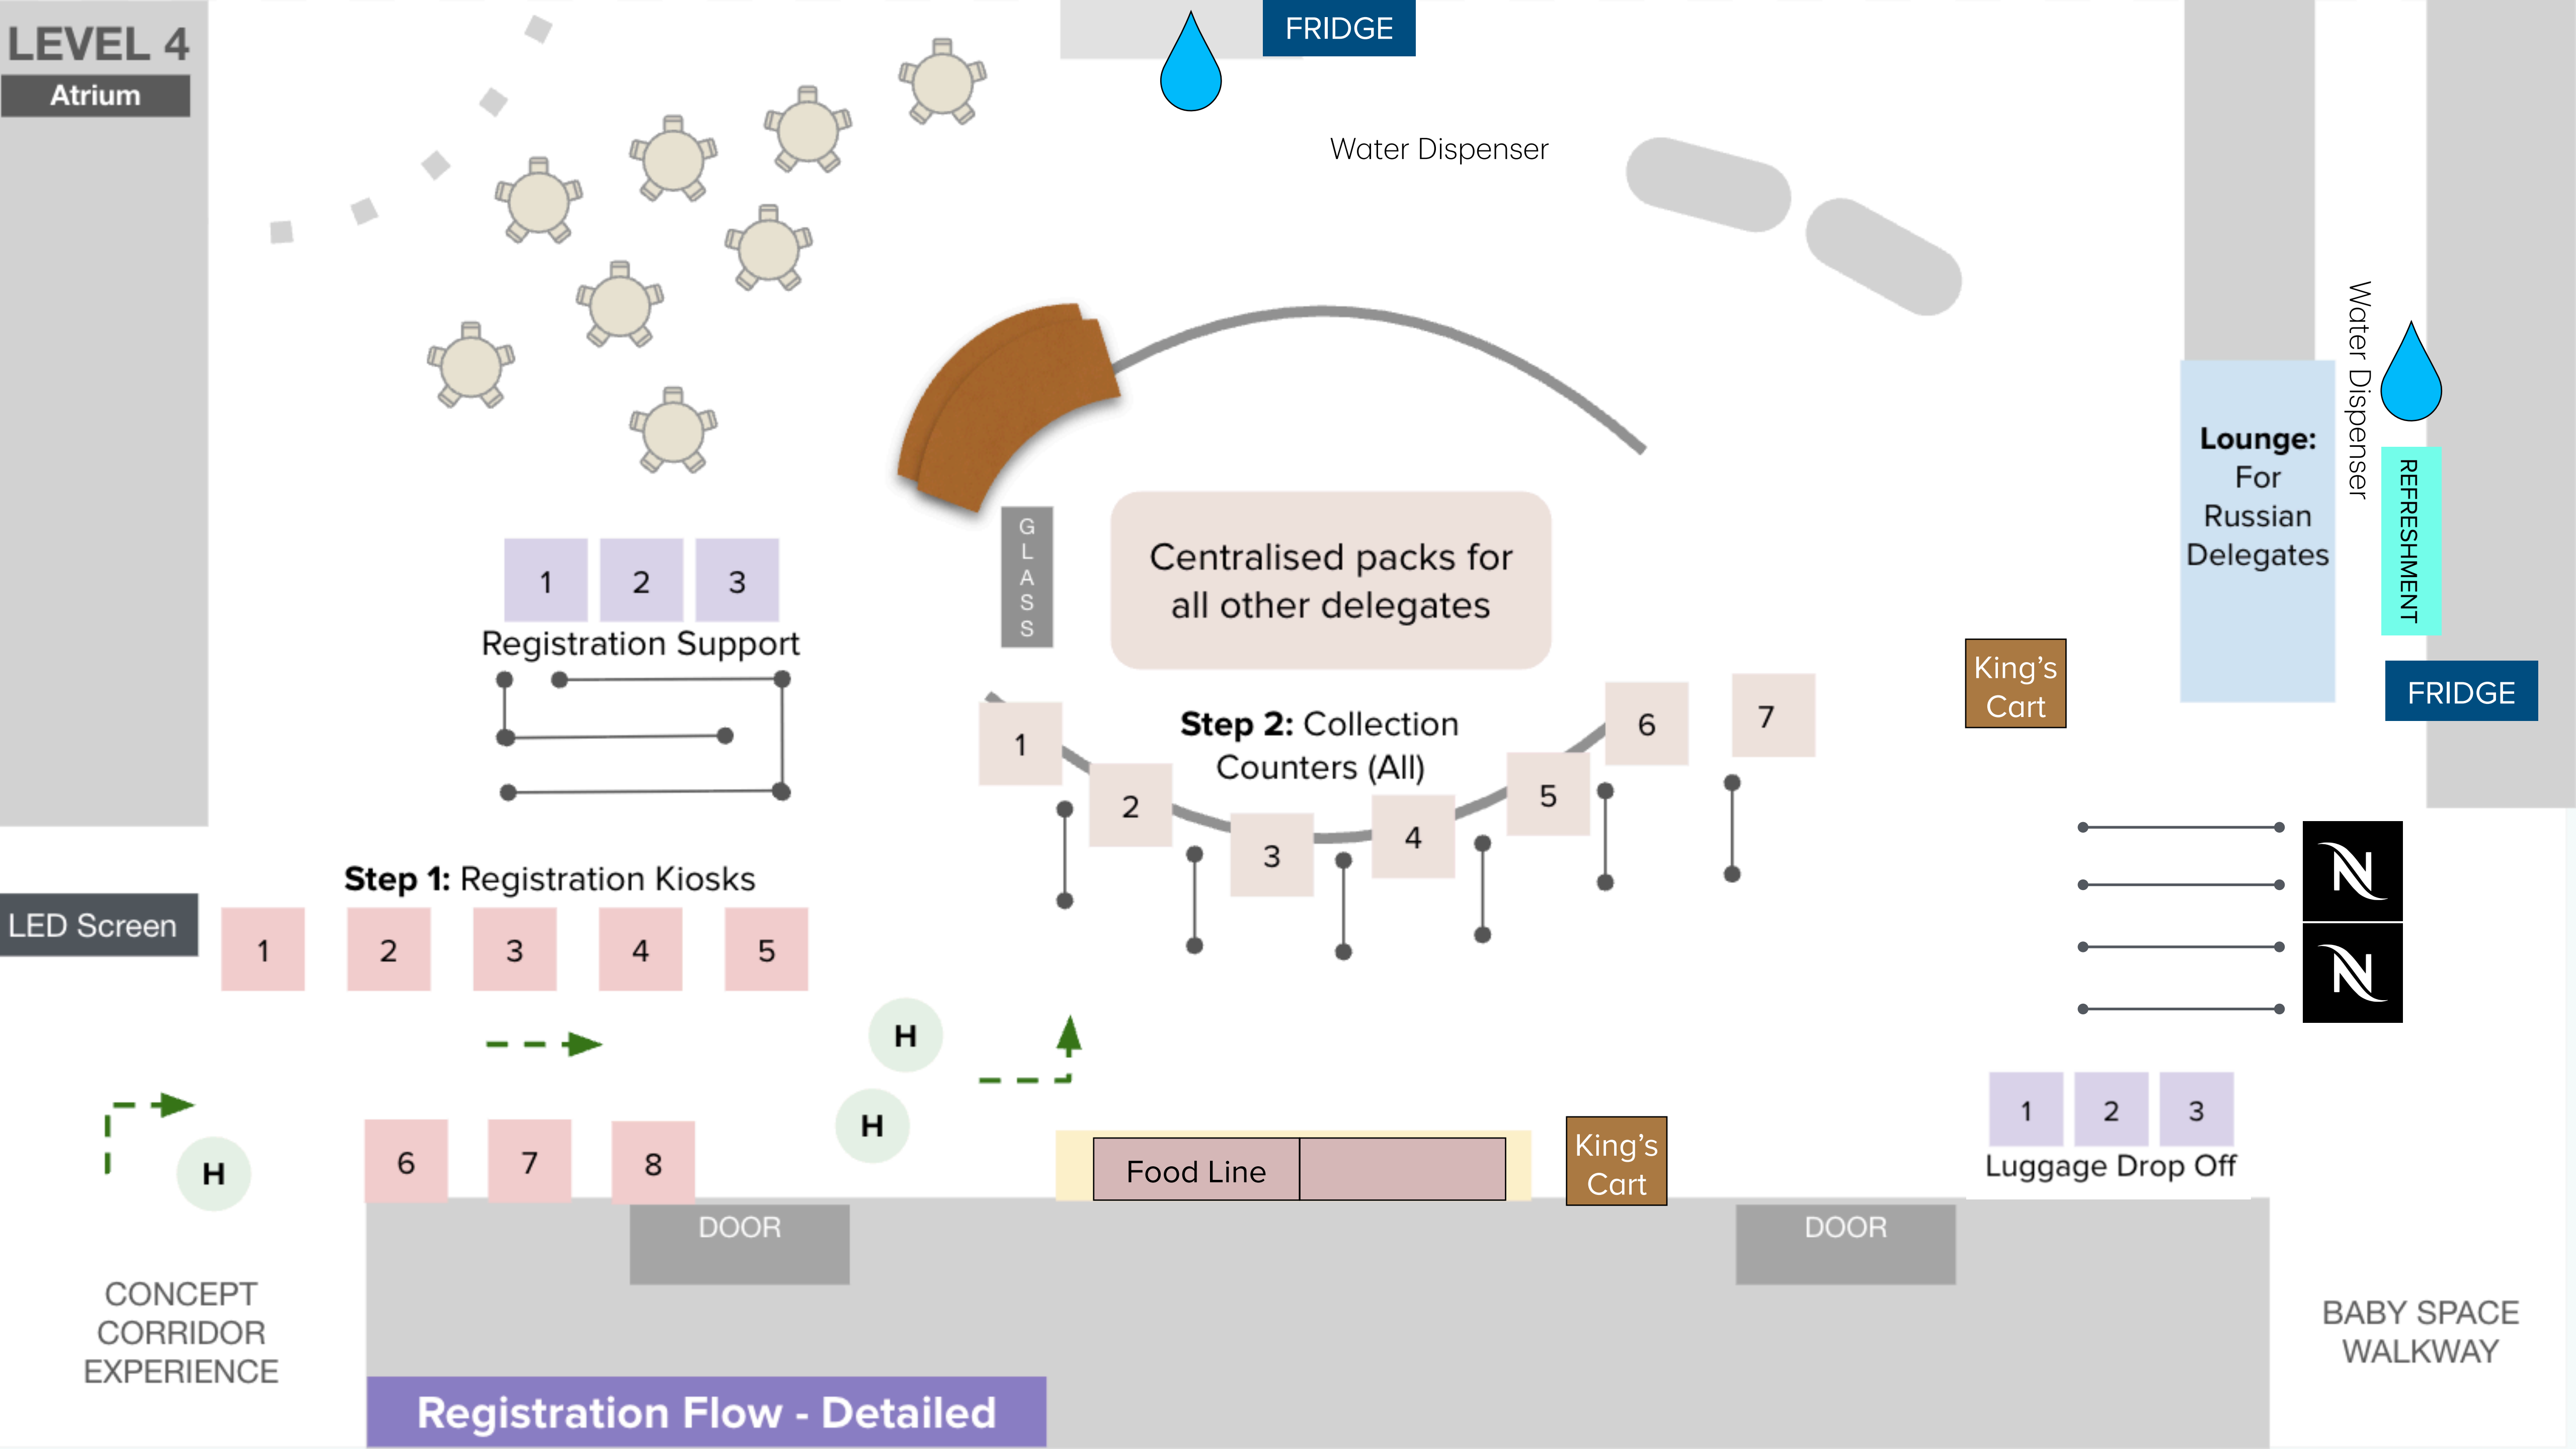 LEVEL 4
Atrium
FRIDGE
Water Dispenser
Water Dispenser
Lounge:
For
Russian
Delegates
REFRESHMENT
FRIDGE
G
L
A
S
S
Centralised packs for
all other delegates
1 2 3
Registration Support
King's
Cart
Step 2: Collection
Counters (All)
1
2
3
4
5
6
7
Step 1: Registration Kiosks
LED Screen
1 2 3 4 5
N
N
H
H
H
6 7 8
Food Line
King's
Cart
1 2 3
Luggage Drop Off
DOOR
DOOR
CONCEPT
CORRIDOR
EXPERIENCE
BABY SPACE
WALKWAY
Registration Flow - Detailed